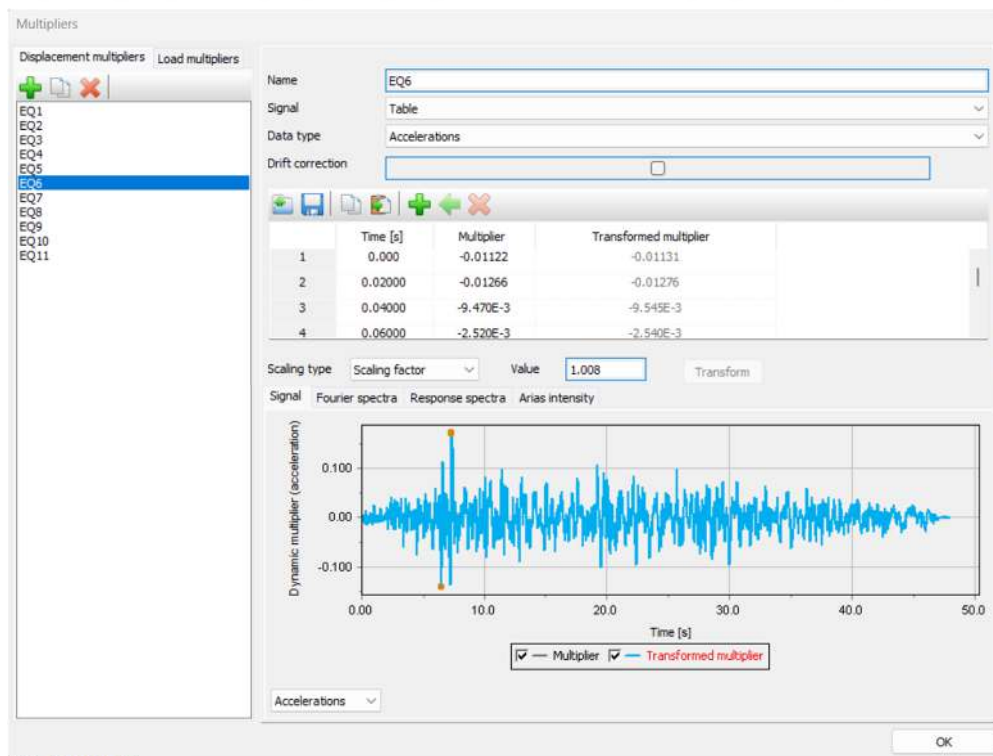 Multipliers
Displacement multipliers Load multipliers
EQ1
EQ2
EQ3
EQ4
EQ5
EQ6
EQ7
EQ8
EQ9
EQ10
EQ11
Name EQ6
Signal Table
Data type Accelerations
Drift correction
Time [s] Multiplier Transformed multiplier
1 0.000 -0.01122 -0.01131
2 0.02000 -0.01266 -0.01276
3 0.04000 -9.470E-3 -9.545E-3
4 0.06000 -2.520E-3 -2.540E-3
Scaling type Scaling factor Value 1.008 Transform
Signal Fourier spectra Response spectra Arias intensity
Dynamic multiplier (acceleration)
0.100
0.00
-0.100
0.00 10.0 20.0 30.0 40.0 50.0
Time [s]
Multiplier Transformed multiplier
Accelerations
OK